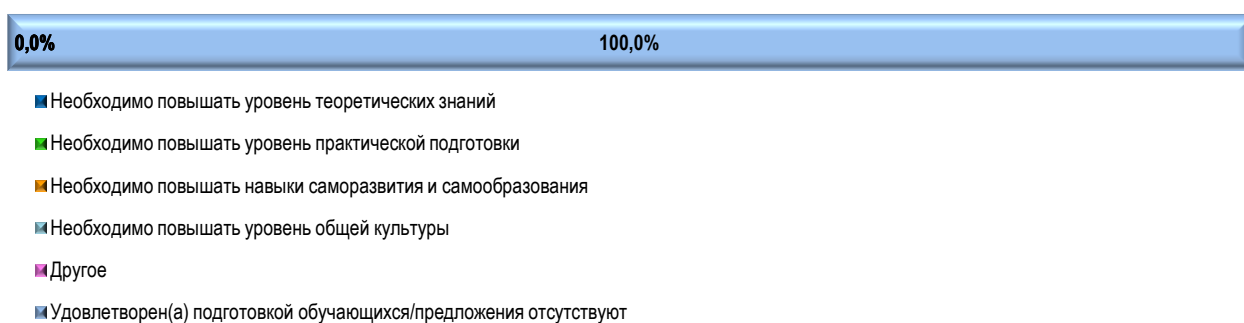 0,0% 100,0%
Необходимо повышать уровень теоретических знаний
Необходимо повышать уровень практической подготовки
Необходимо повышать навыки саморазвития и самообразования
Необходимо повышать уровень общей культуры
Другое
Удовлетворен(а) подготовкой обучающихся/предложения отсутствуют